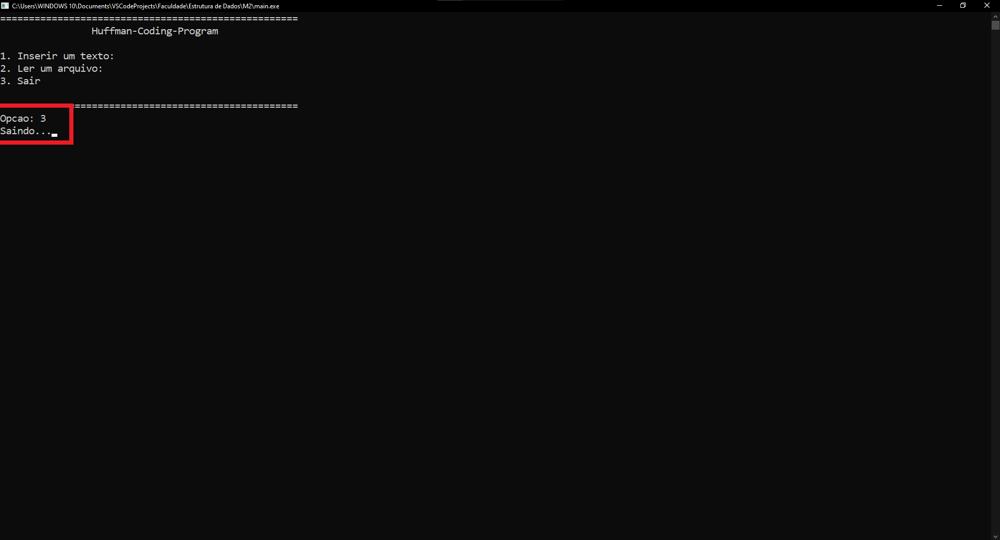 C:\Users\WINDOWS 10\Documents\VSCodeProjects\Faculdade\Estrutura de Dados\M2\main.exe
====================================================
Huffman-Coding-Program
1. Inserir um texto:
2. Ler um arquivo:
3. Sair
=======================================
Opcao: 3
Saindo...